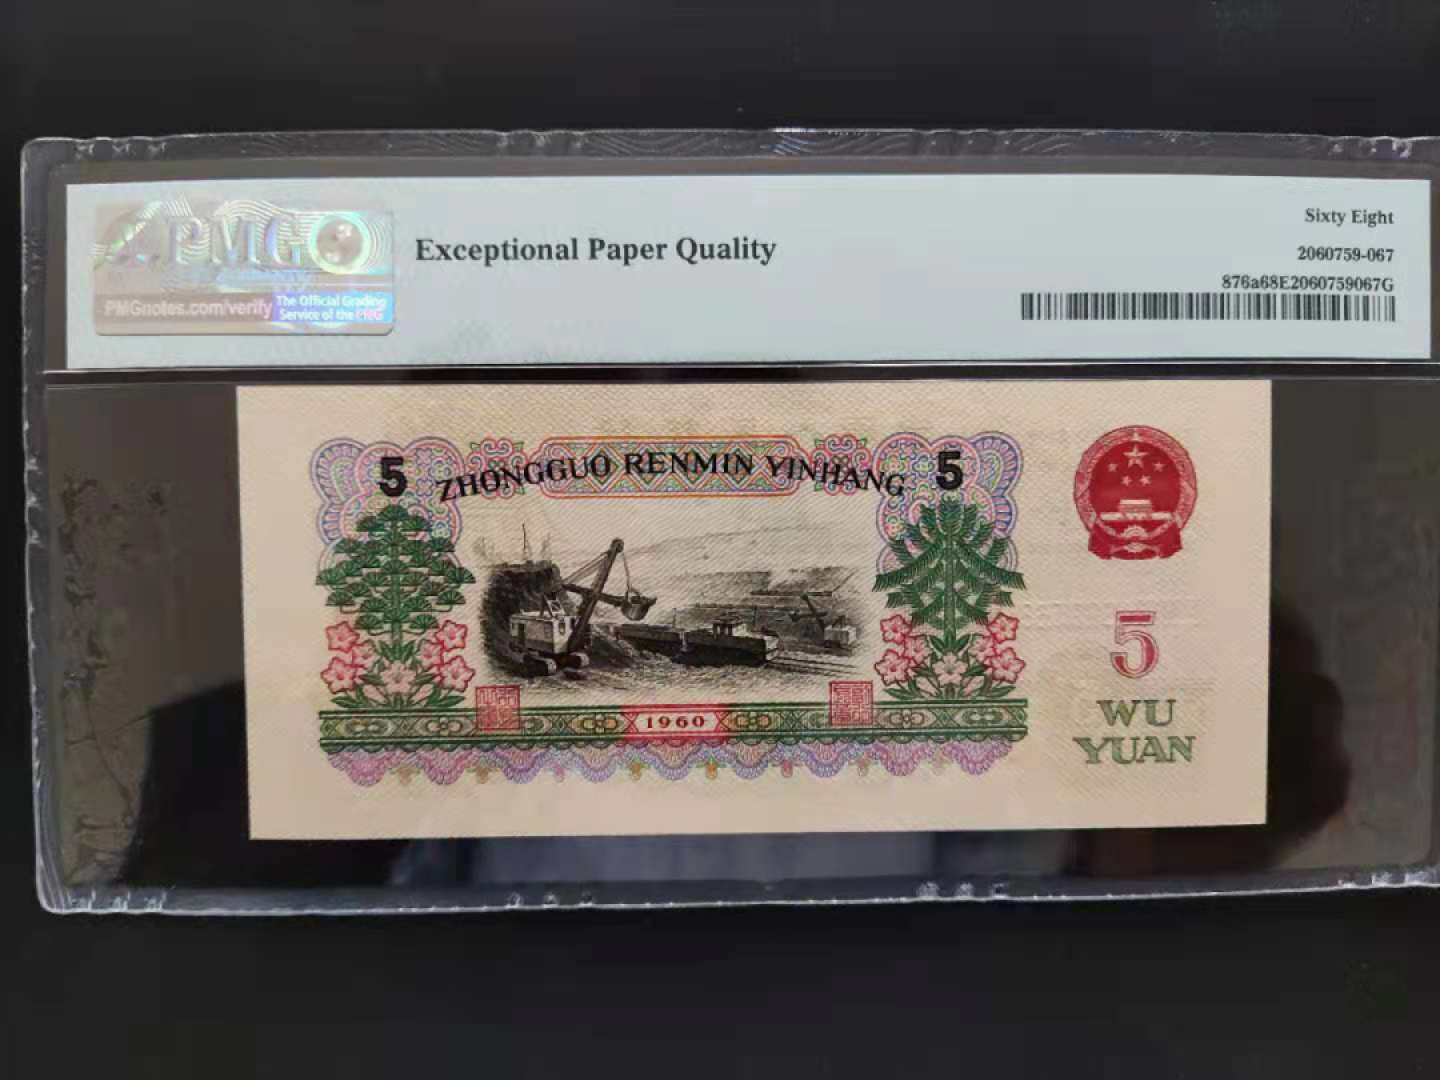 PMG
PMGnotes.com/verify
The Official Grading
Service of the PNG
Exceptional Paper Quality
Sixty Eight
2060759-067
876a68E2060759067G
5 ZHONGGUO RENMIN YINHANG 5
1960
5
WU
YUAN